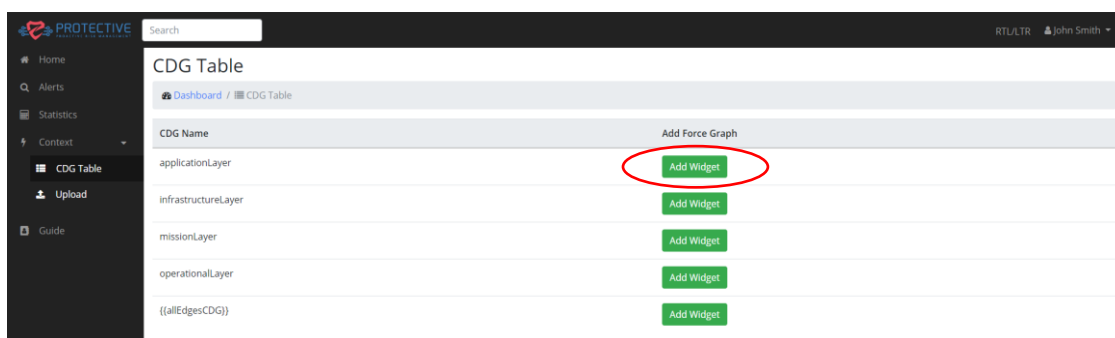 PROTECTIVE
Search
RTL/LTR John Smith
Home
Alerts
Statistics
Context
CDG Table
Upload
Guide
CDG Table
Dashboard / CDG Table
CDG Name Add Force Graph
applicationLayer Add Widget
infrastructureLayer Add Widget
missionLayer Add Widget
operationalLayer Add Widget
{{allEdgesCDG}} Add Widget